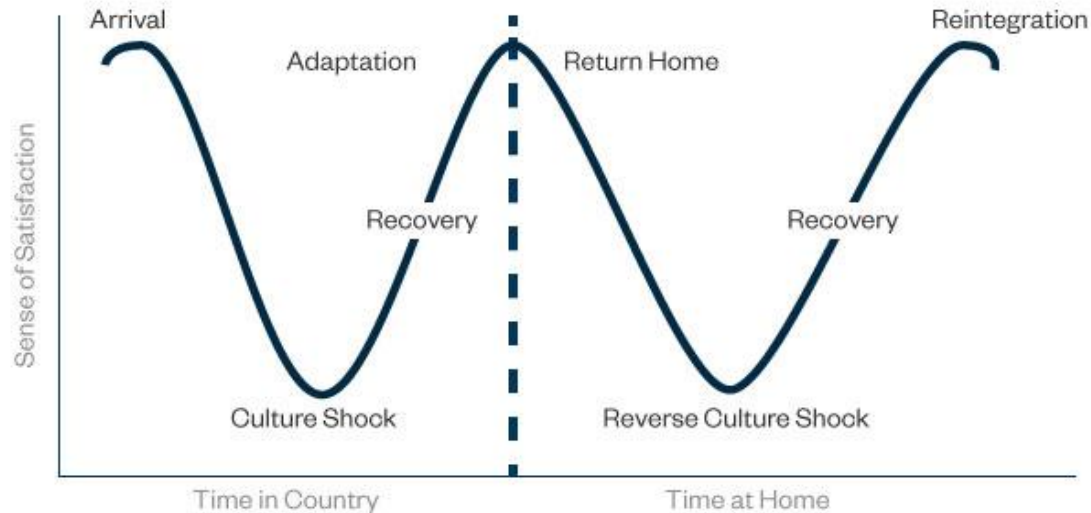 Arrival
Reintegration
Adaptation
Return Home
Sense of Satisfaction
Recovery
Recovery
Culture Shock
Reverse Culture Shock
Time in Country
Time at Home